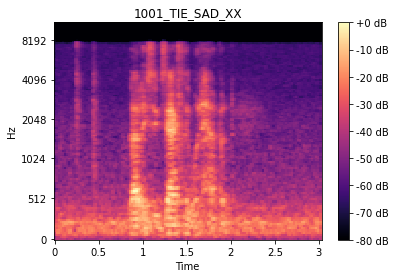 1001_TIE_SAD_XX
+0 dB
8192
-10 dB
4096
-20 dB
-30 dB
2048
Hz
-40 dB
1024
-50 dB
512
-60 dB
-70 dB
0
-80 dB
0 0.5 1 1.5 2 2.5 3
Time